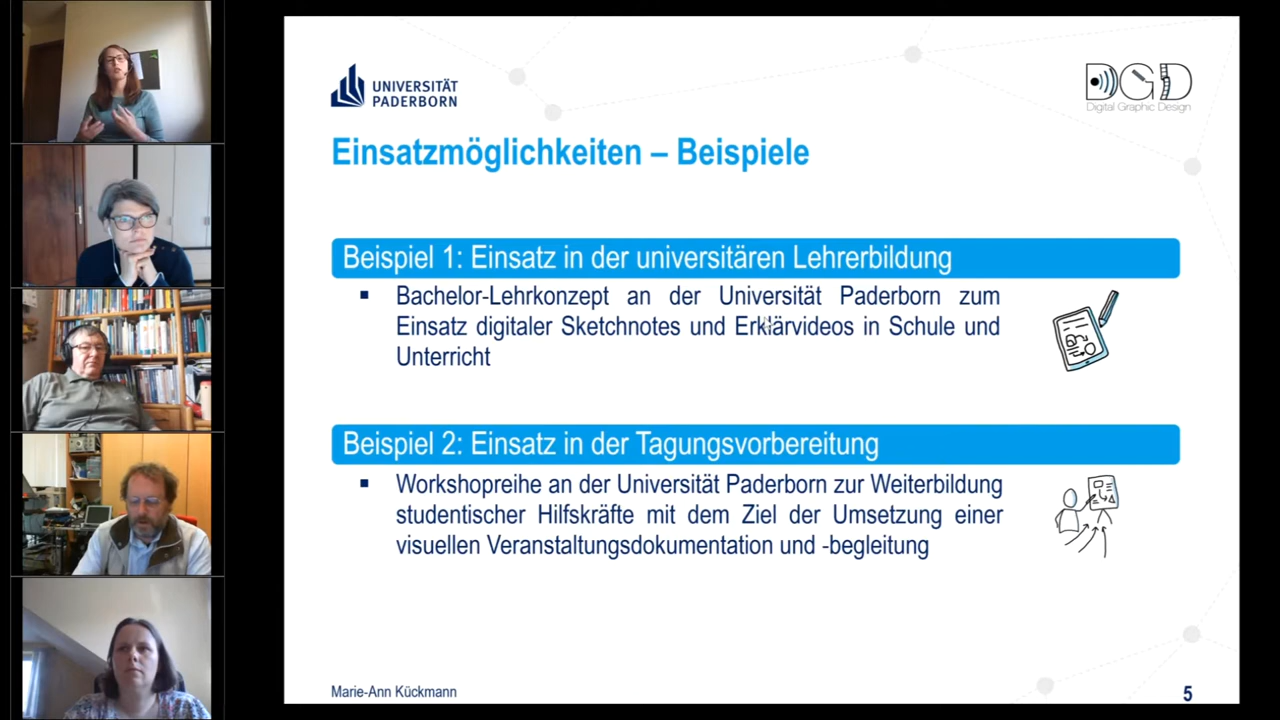 UNIVERSITÄT
PADERBORN
DGD
Digital Graphic Design
Einsatzmöglichkeiten – Beispiele
Beispiel 1: Einsatz in der universitären Lehrerbildung
▪ Bachelor-Lehrkonzept an der Universität Paderborn zum
Einsatz digitaler Sketchnotes und Erklärvideos in Schule und
Unterricht
Beispiel 2: Einsatz in der Tagungsvorbereitung
▪ Workshopreihe an der Universität Paderborn zur Weiterbildung
studentischer Hilfskräfte mit dem Ziel der Umsetzung einer
visuellen Veranstaltungsdokumentation und -begleitung
Marie-Ann Kückmann
5